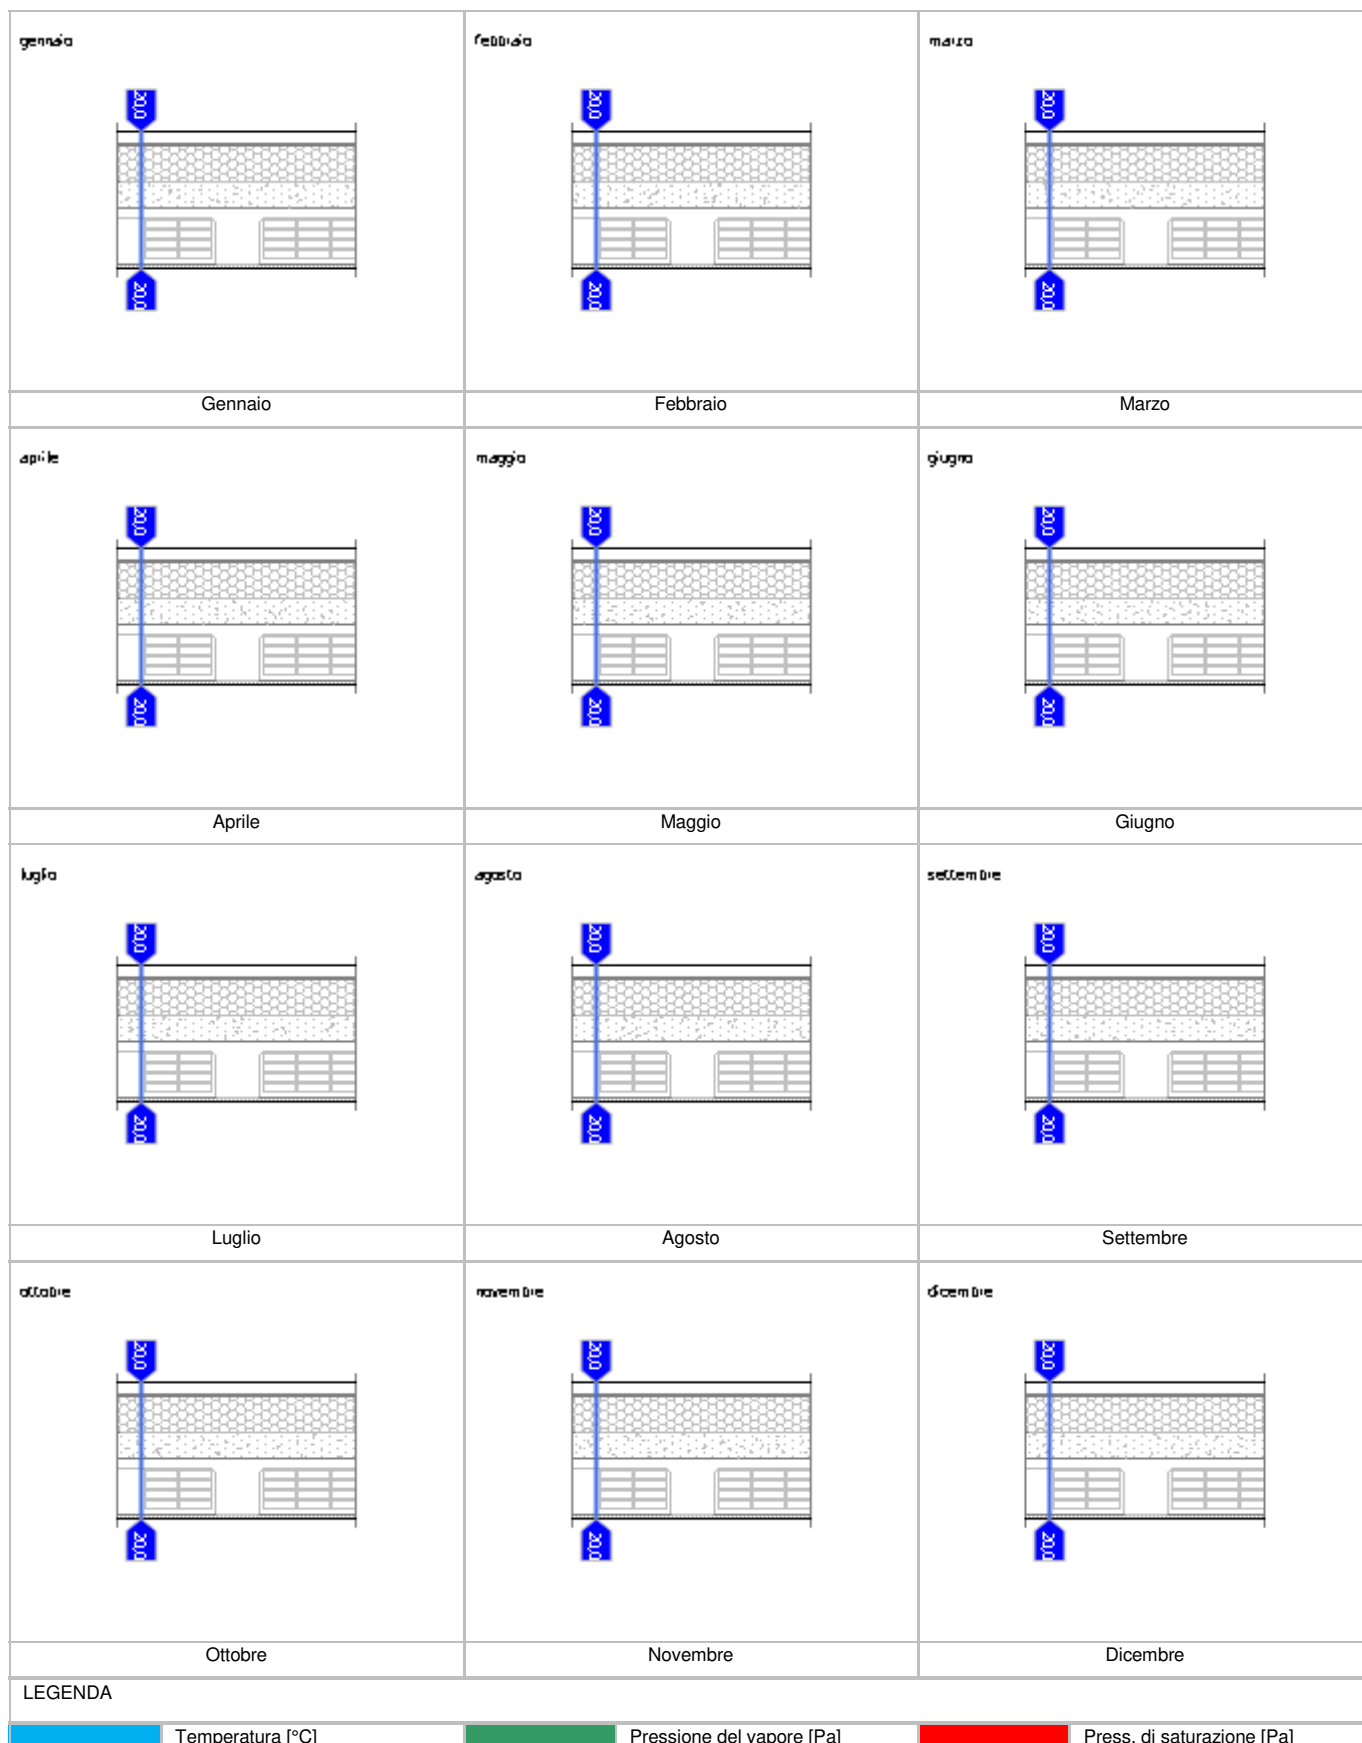 gennaio
febbraio
marzo
20,0
20,0
20,0
20,0
20,0
20,0
Gennaio
Febbraio
Marzo
aprile
maggio
giugno
20,0
20,0
20,0
20,0
20,0
20,0
Aprile
Maggio
Giugno
luglio
agosto
settembre
20,0
20,0
20,0
20,0
20,0
20,0
Luglio
Agosto
Settembre
ottobre
novembre
dicembre
20,0
20,0
20,0
20,0
20,0
20,0
Ottobre
Novembre
Dicembre
LEGENDA
Temperatura [°C]
Pressione del vapore [Pa]
Press. di saturazione [Pa]